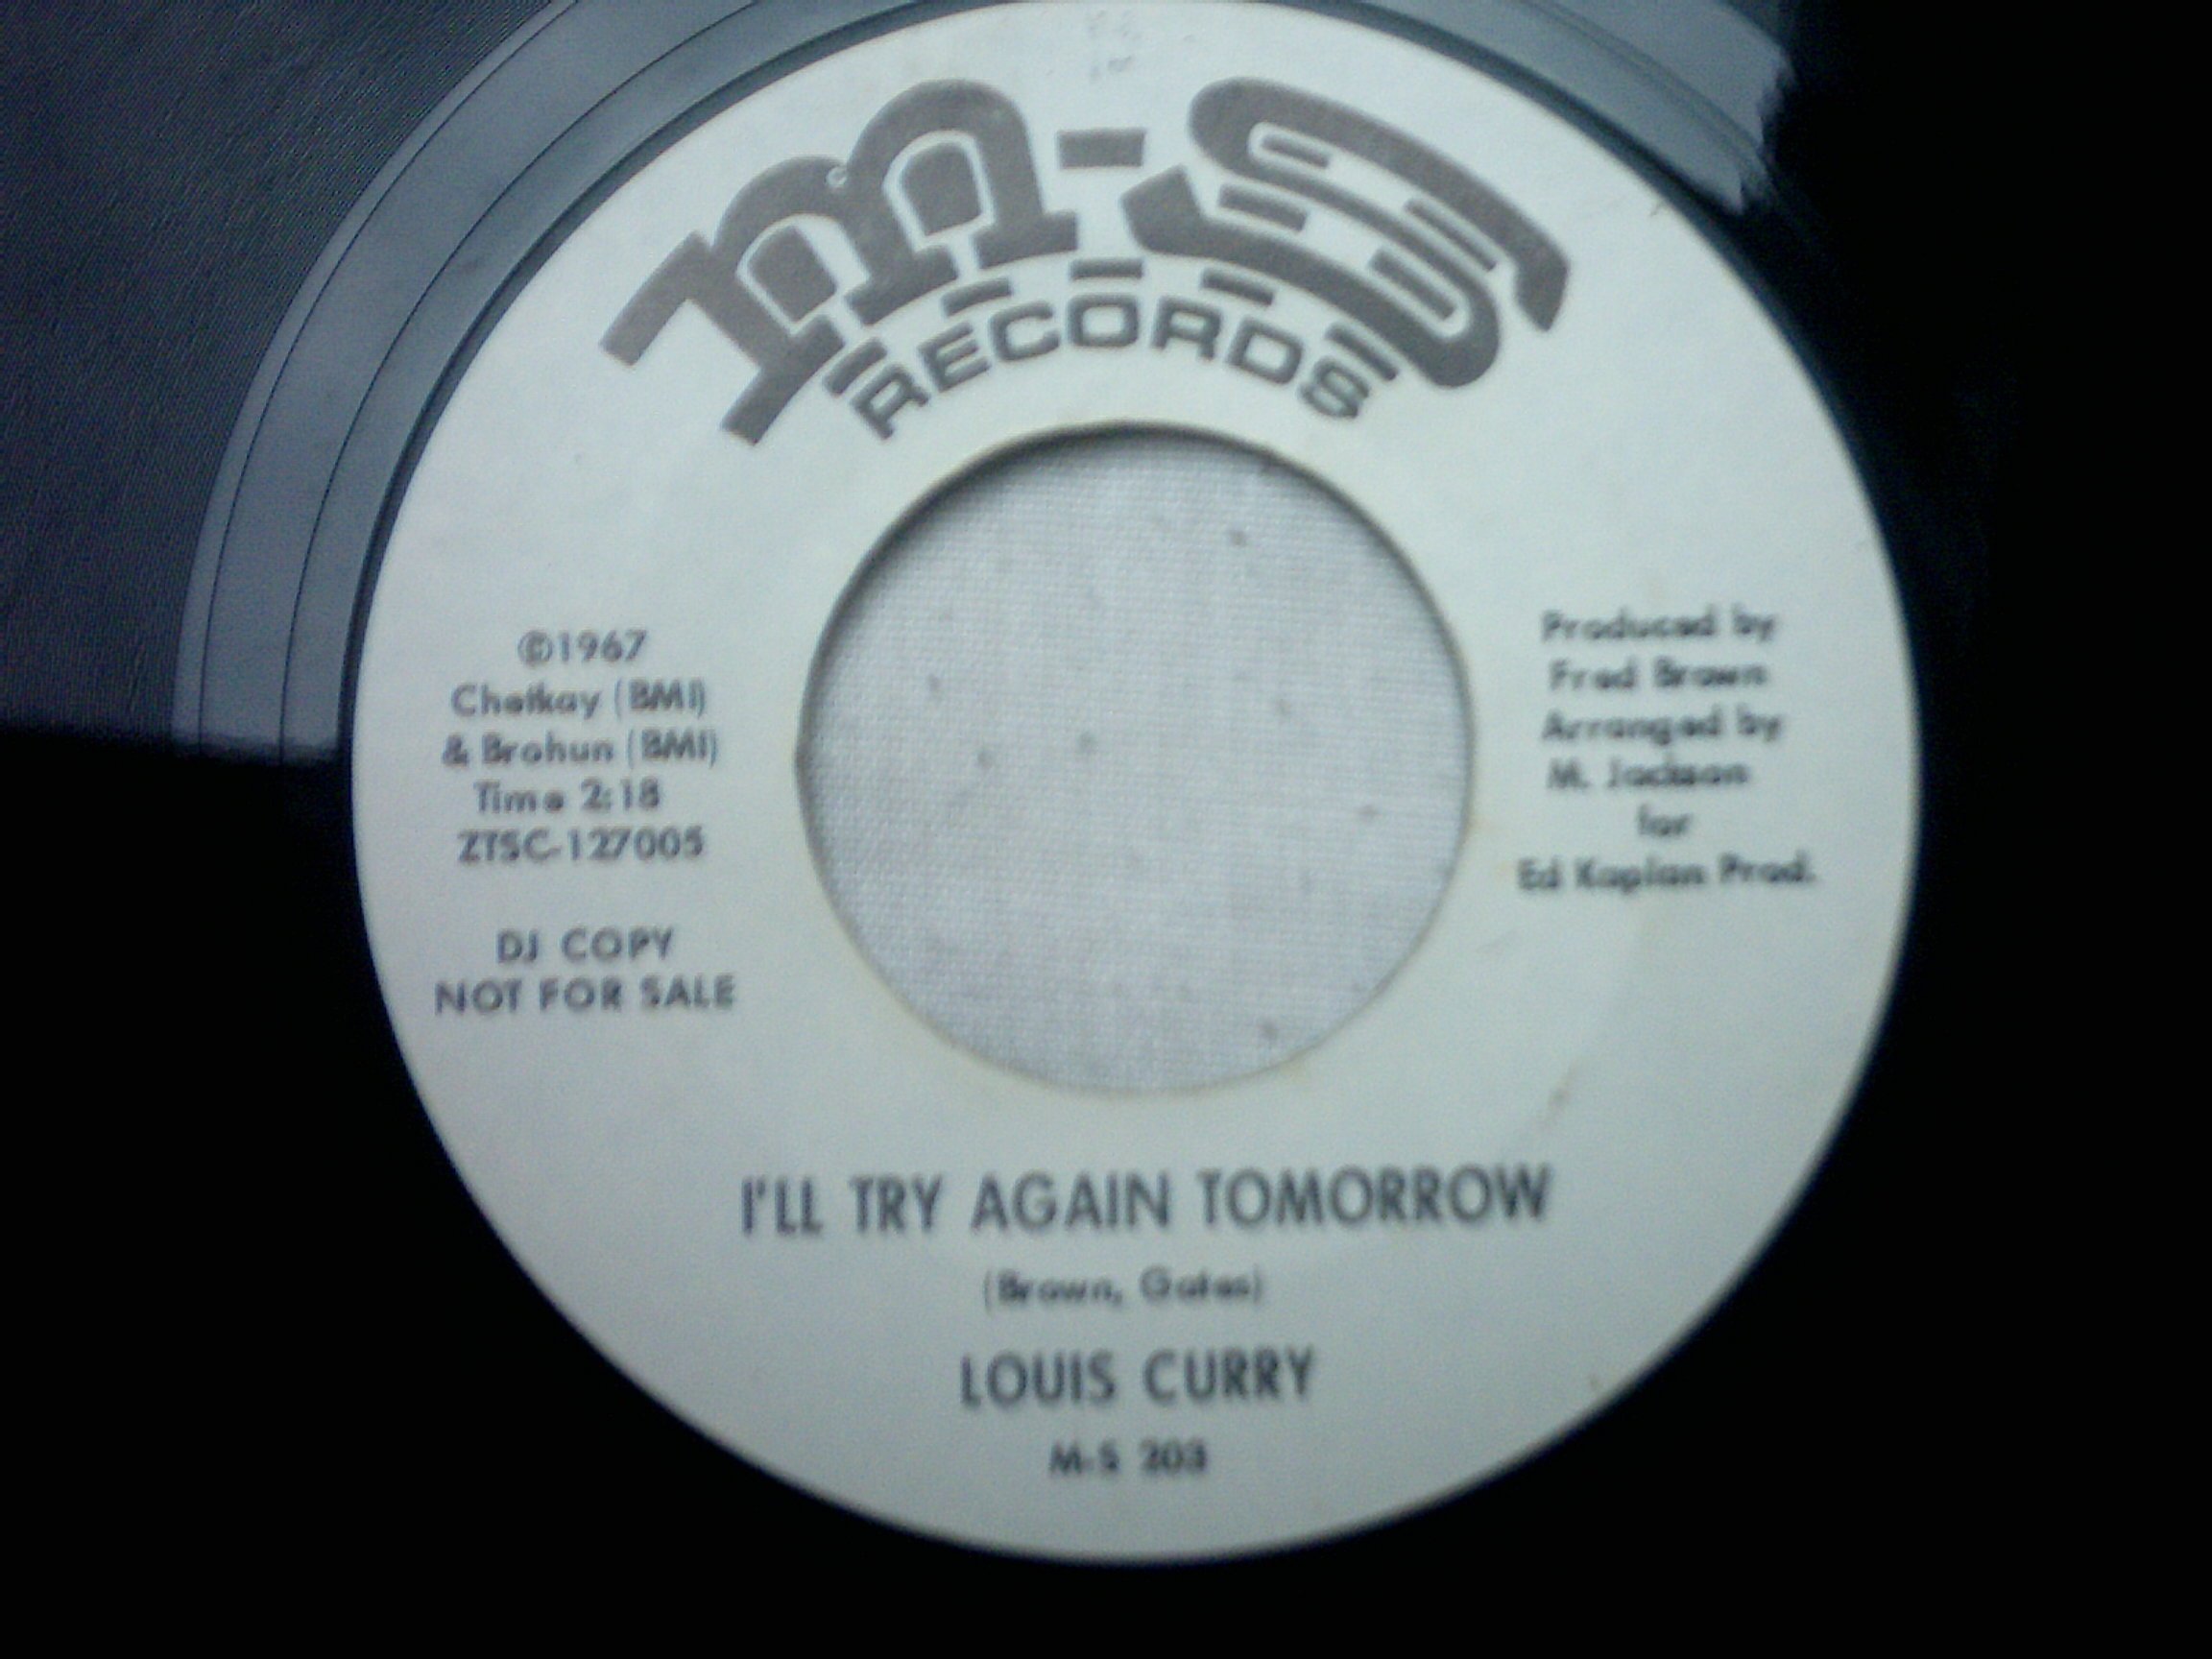 m-S
RECORDS
©1967
Chetkay (BMI)
& Brohun (BMI)
Time 2:18
ZTSC-127005
DJ COPY
NOT FOR SALE
Produced by
Fred Brown
Arranged by
M. Jackson
for
Ed Kaplan Prod.
I'LL TRY AGAIN TOMORROW
(Brown, Gates)
LOUIS CURRY
M-S 203